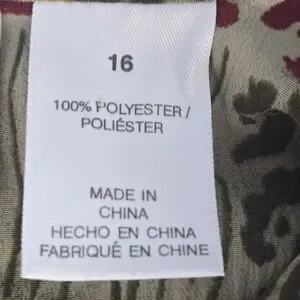 16
100% POLYESTER /
POLIÉSTER
MADE IN
CHINA
HECHO EN CHINA
FABRIQUÉ EN CHINE